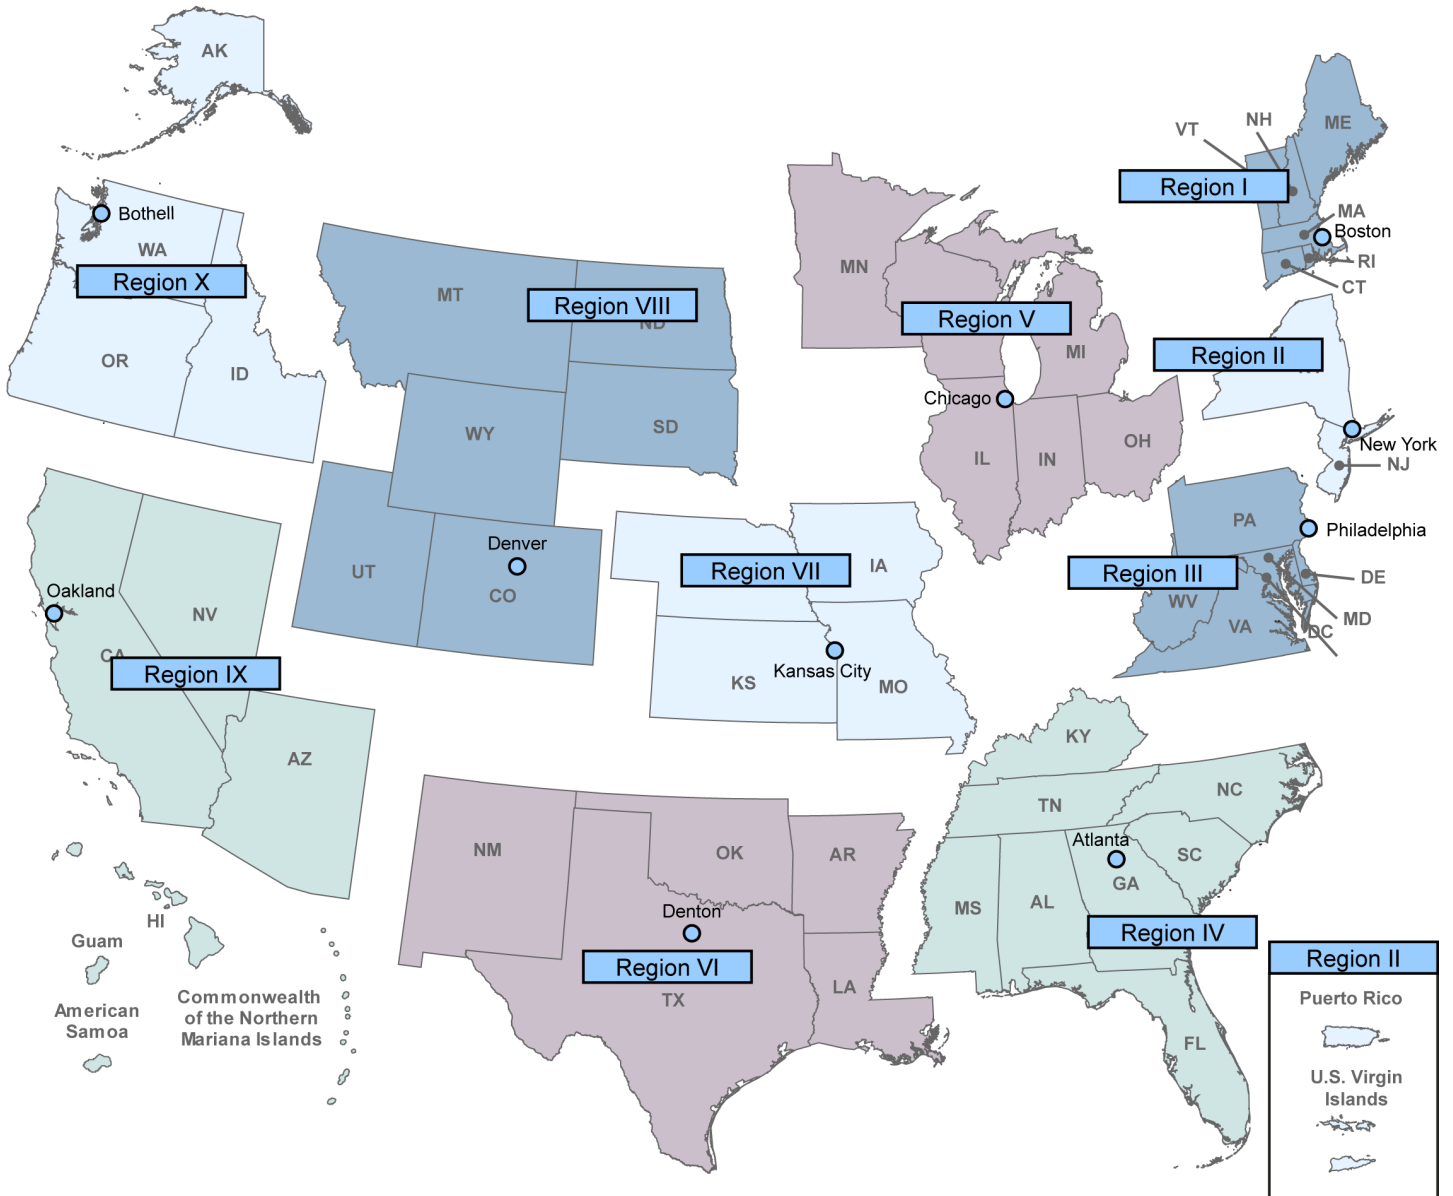 AK
VT
NH
ME
Region I
MA
Boston
RI
CT
Bothell
WA
Region X
OR
ID
MT
Region VIII
ND
WY
SD
MN
Region V
MI
Chicago
IL
IN
OH
Region II
New York
NJ
PA
Philadelphia
Region III
DE
WV
VA
MD
DC
Denver
UT
CO
Region VII
IA
Kansas City
KS
MO
Oakland
NV
CA
Region IX
AZ
HI
Guam
American
Samoa
Commonwealth
of the Northern
Mariana Islands
NM
OK
AR
Denton
Region VI
TX
LA
KY
TN
NC
Atlanta
SC
GA
MS
AL
Region IV
FL
Region II
Puerto Rico
U.S. Virgin
Islands